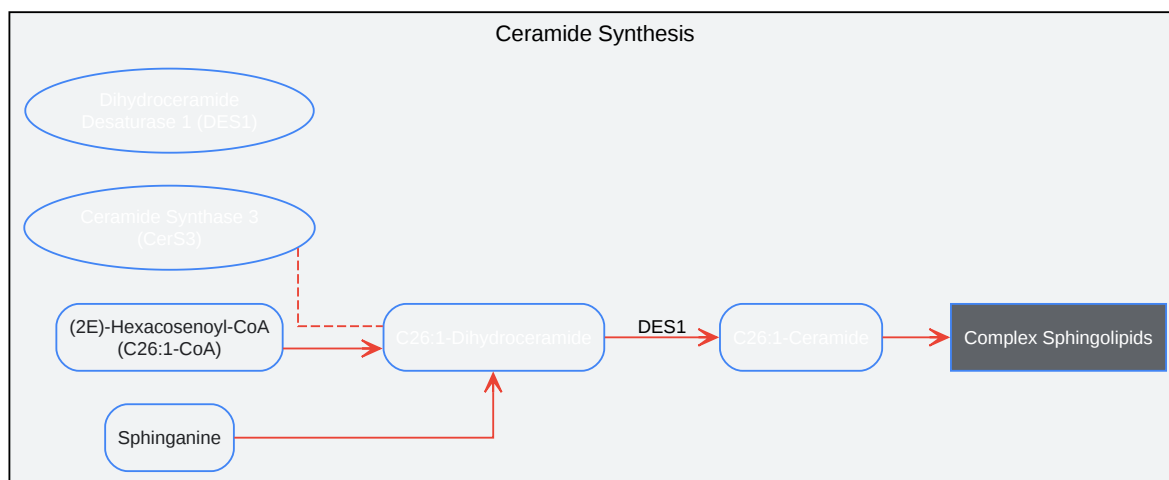 Ceramide Synthesis
Dihydroceramide
Desaturase 1 (DES1)
Ceramide Synthase 3
(CerS3)
(2E)-Hexacosenoyl-CoA
(C26:1-CoA)
C26:1-Dihydroceramide
DES1
C26:1-Ceramide
Complex Sphingolipids
Sphinganine